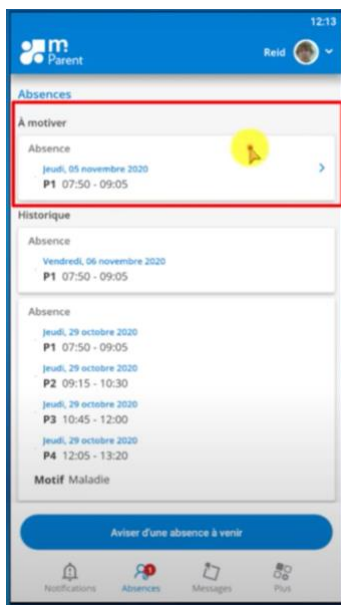 12:13
m
Parent
Reid
Absences
À motiver
Absence
Jeudi, 05 novembre 2020
P1 07:50 - 09:05
Historique
Absence
Vendredi, 06 novembre 2020
P1 07:50 - 09:05
Absence
Jeudi, 29 octobre 2020
P1 07:50 - 09:05
Jeudi, 29 octobre 2020
P2 09:15 - 10:30
Jeudi, 29 octobre 2020
P3 10:45 - 12:00
Jeudi, 29 octobre 2020
P4 12:05 - 13:20
Motif Maladie
Aviser d'une absence à venir
1
Notifications Absences Messages Plus